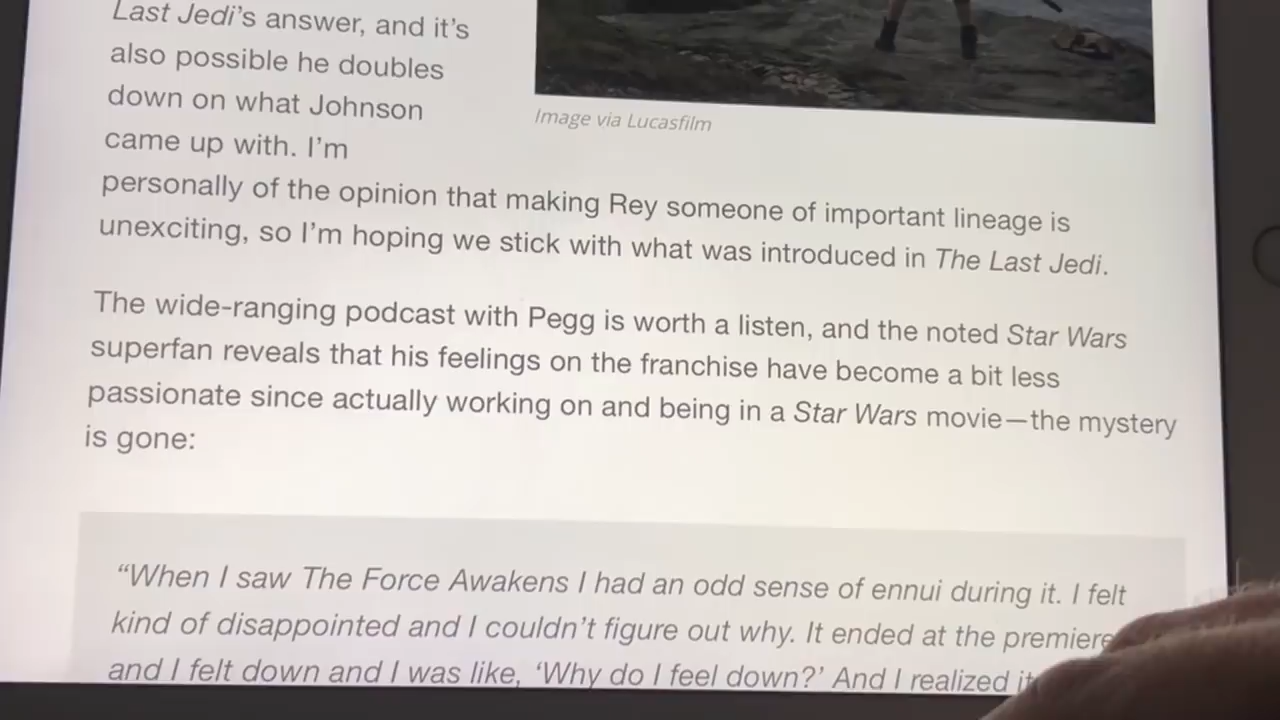 Last Jedi’s answer, and it’s
also possible he doubles
down on what Johnson
came up with. I’m
Image via Lucasfilm
personally of the opinion that making Rey someone of important lineage is
unexciting, so I’m hoping we stick with what was introduced in The Last Jedi.
The wide-ranging podcast with Pegg is worth a listen, and the noted Star Wars
superfan reveals that his feelings on the franchise have become a bit less
passionate since actually working on and being in a Star Wars movie—the mystery
is gone:
“When I saw The Force Awakens I had an odd sense of ennui during it. I felt
kind of disappointed and I couldn’t figure out why. It ended at the premiere
and I felt down and I was like, ‘Why do I feel down?’ And I realized it